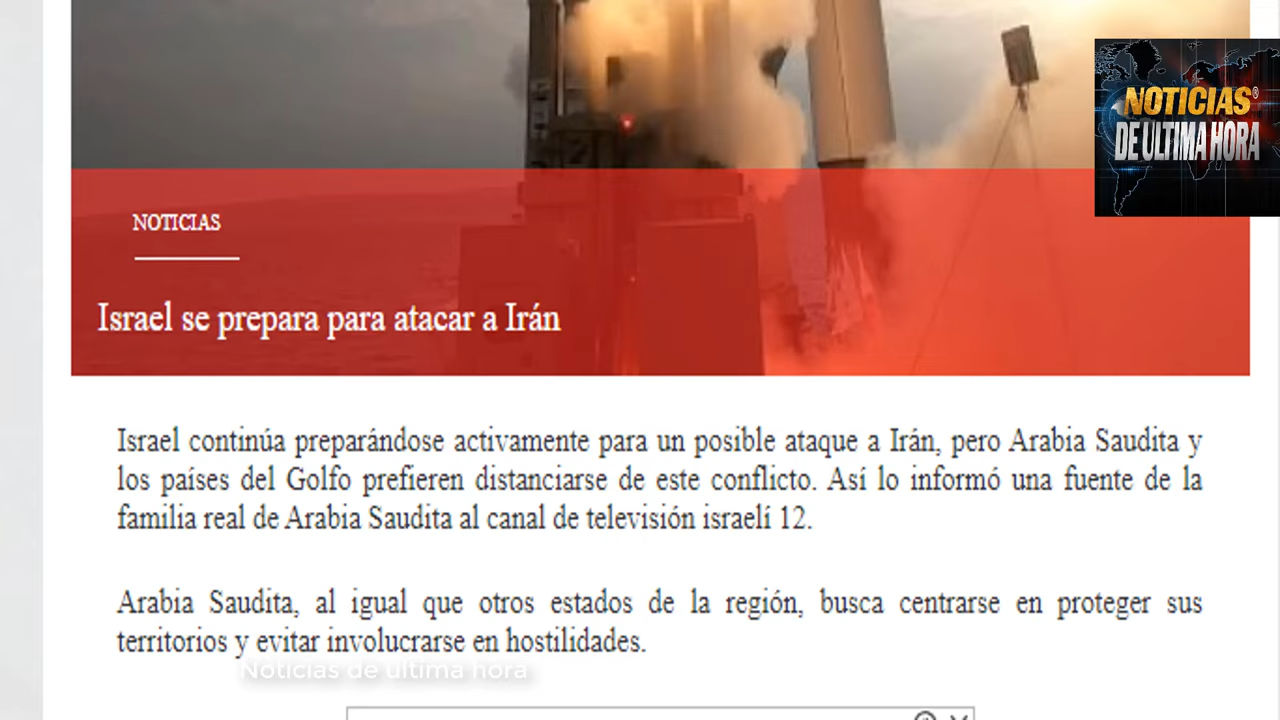 NOTICIAS®
DE ULTIMA HORA
NOTICIAS
Israel se prepara para atacar a Irán
Israel continúa preparándose activamente para un posible ataque a Irán, pero Arabia Saudita y
los países del Golfo prefieren distanciarse de este conflicto. Así lo informó una fuente de la
familia real de Arabia Saudita al canal de televisión israelí 12.
Arabia Saudita, al igual que otros estados de la región, busca centrarse en proteger sus
territorios y evitar involucrarse en hostilidades.
Noticias de ultima hora